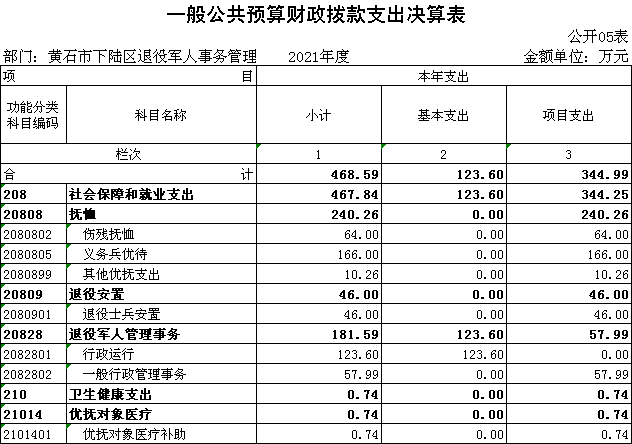 一般公共预算财政拨款支出决算表
公开05表
部门：黄石市下陆区退役军人事务管理 2021年度 金额单位：万元
项 目 本年支出
功能分类科目编码 科目名称 小计 基本支出 项目支出
栏次 1 2 3
合 计 468.59 123.60 344.99
208 社会保障和就业支出 467.84 123.60 344.25
20808 抚恤 240.26 0.00 240.26
2080802 伤残抚恤 64.00 0.00 64.00
2080805 义务兵优待 166.00 0.00 166.00
2080899 其他优抚支出 10.26 0.00 10.26
20809 退役安置 46.00 0.00 46.00
2080901 退役士兵安置 46.00 0.00 46.00
20828 退役军人管理事务 181.59 123.60 57.99
2082801 行政运行 123.60 123.60 0.00
2082802 一般行政管理事务 57.99 0.00 57.99
210 卫生健康支出 0.74 0.00 0.74
21014 优抚对象医疗 0.74 0.00 0.74
2101401 优抚对象医疗补助 0.74 0.00 0.74